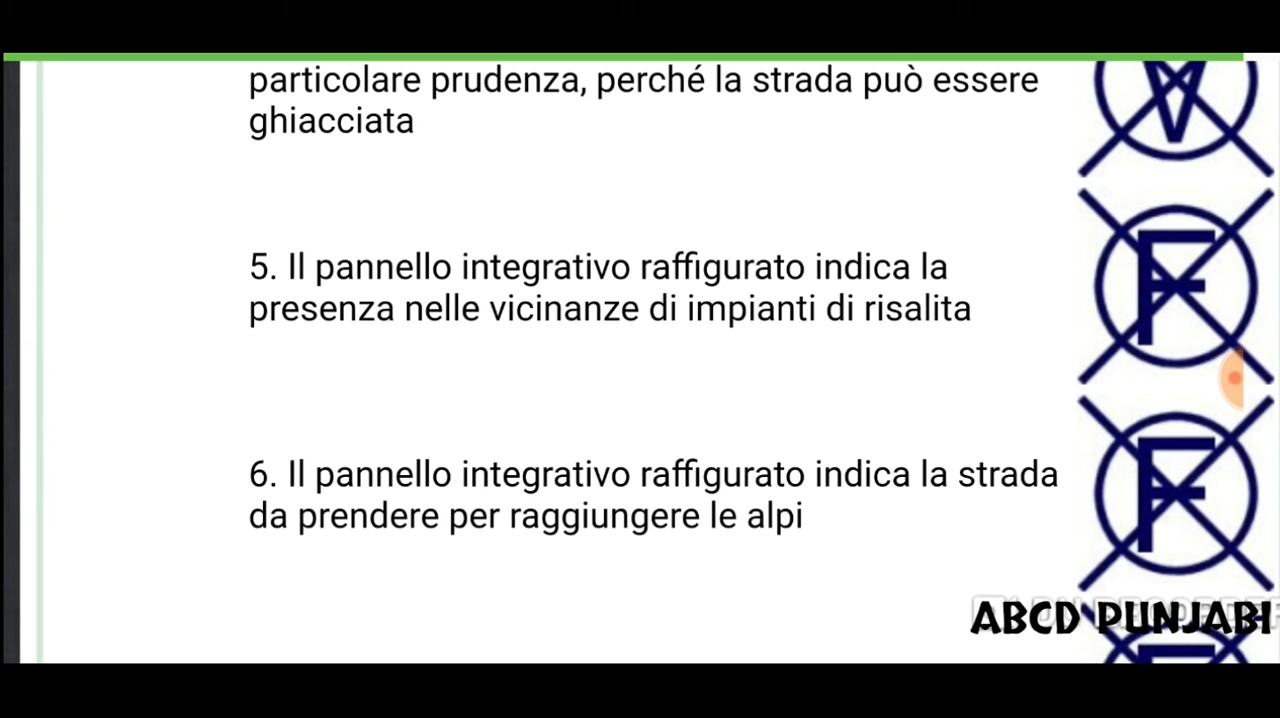 particolare prudenza, perché la strada può essere
ghiacciata
V
5. Il pannello integrativo raffigurato indica la
presenza nelle vicinanze di impianti di risalita
F
6. Il pannello integrativo raffigurato indica la strada
da prendere per raggiungere le alpi
F
ABCD PUNJABI